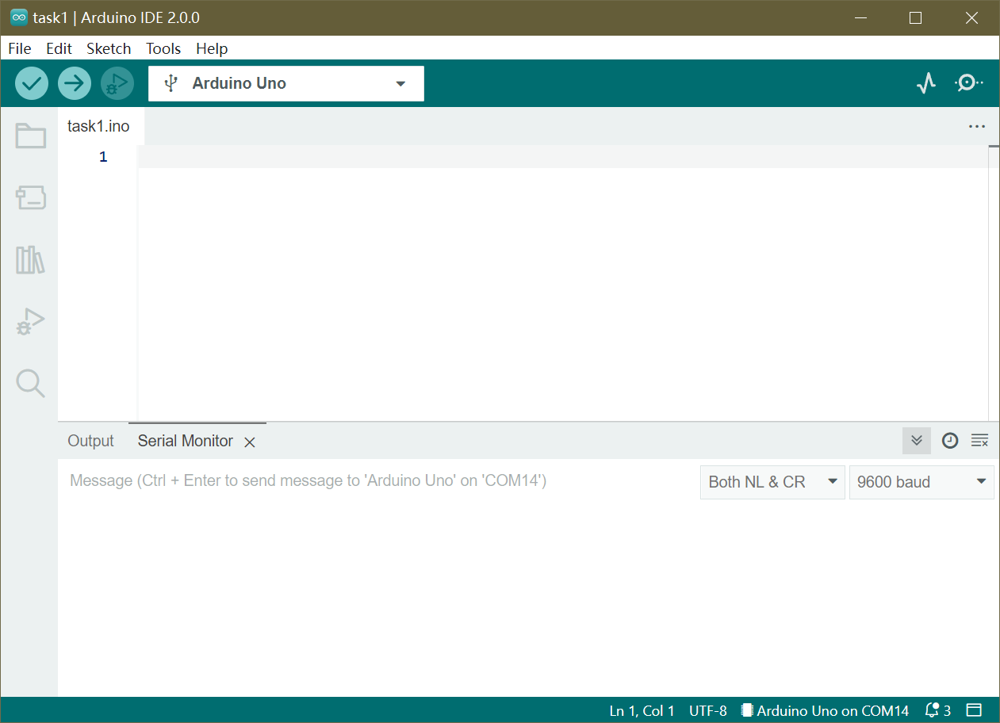 task1 | Arduino IDE 2.0.0
File Edit Sketch Tools Help
Arduino Uno
task1.ino
1
Output Serial Monitor
Message (Ctrl + Enter to send message to 'Arduino Uno' on 'COM14') Both NL & CR 9600 baud
Ln 1, Col 1 UTF-8 Arduino Uno on COM14 3